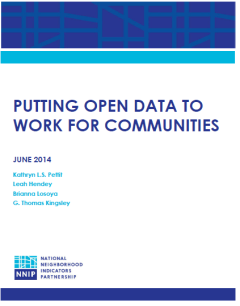 PUTTING OPEN DATA TO
WORK FOR COMMUNITIES
JUNE 2014
Kathryn L.S. Pettit
Leah Hendey
Brianna Losoya
G. Thomas Kingsley
NNIP
NATIONAL
NEIGHBORHOOD
INDICATORS
PARTNERSHIP